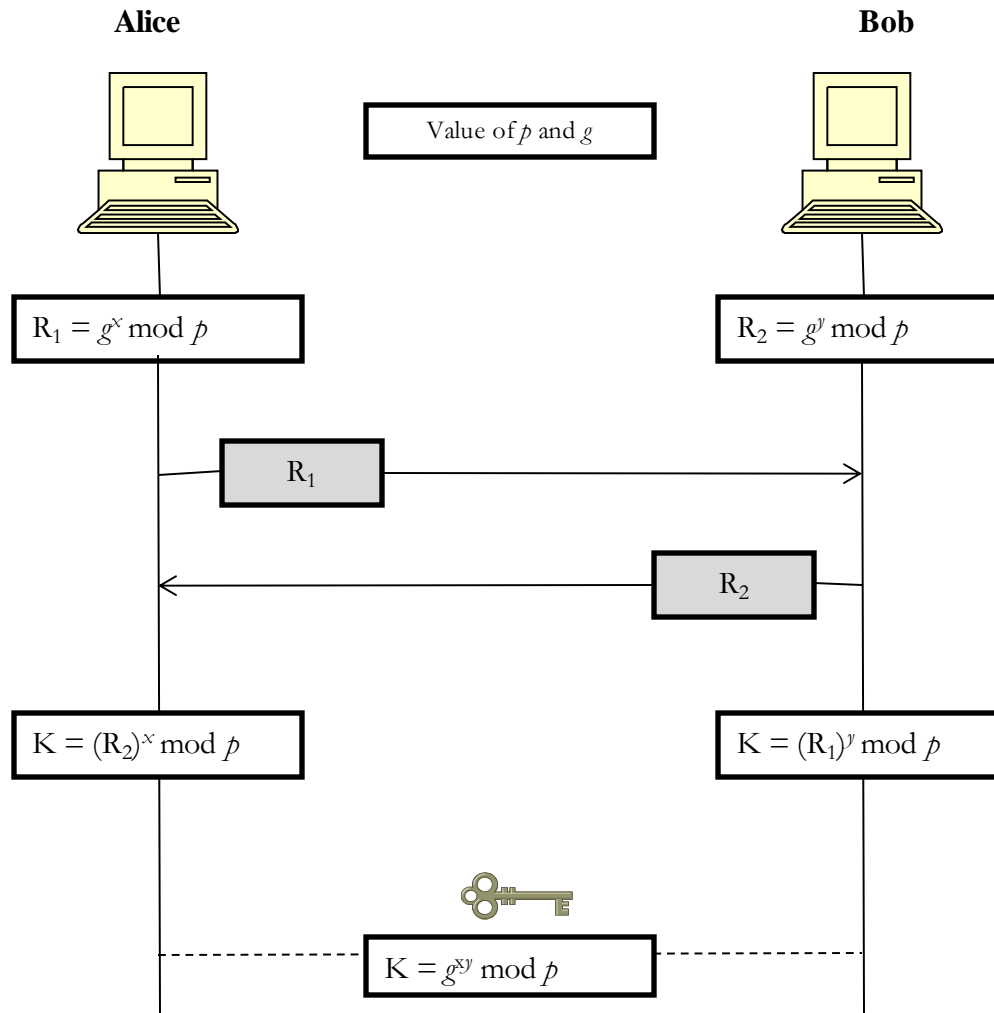 Alice
Bob
Value of p and g
R₁ = gˣ mod p
R₂ = gʸ mod p
R₁
R₂
K = (R₂)ˣ mod p
K = (R₁)ʸ mod p
K = gˣʸ mod p